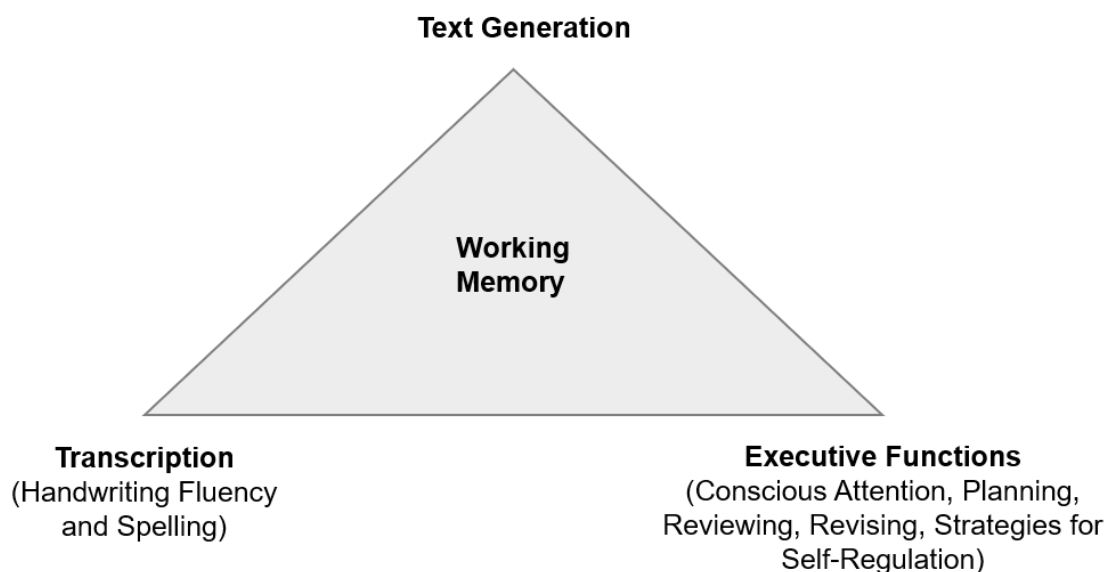 Text Generation
Working
Memory
Transcription
(Handwriting Fluency
and Spelling)
Executive Functions
(Conscious Attention, Planning,
Reviewing, Revising, Strategies for
Self-Regulation)